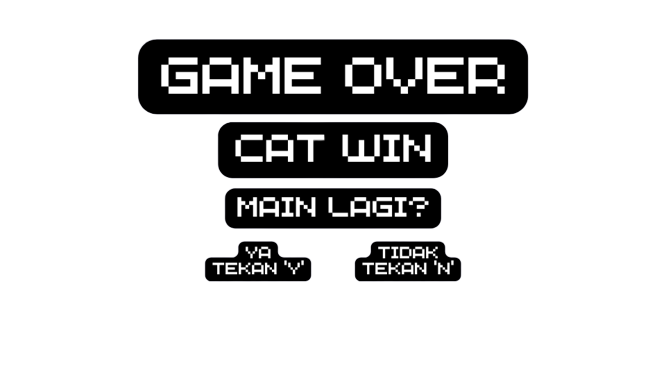 GAME OVER
CAT WIN
MAIN LAGI?
YA
TEKAN 'Y'
TIDAK
TEKAN 'N'